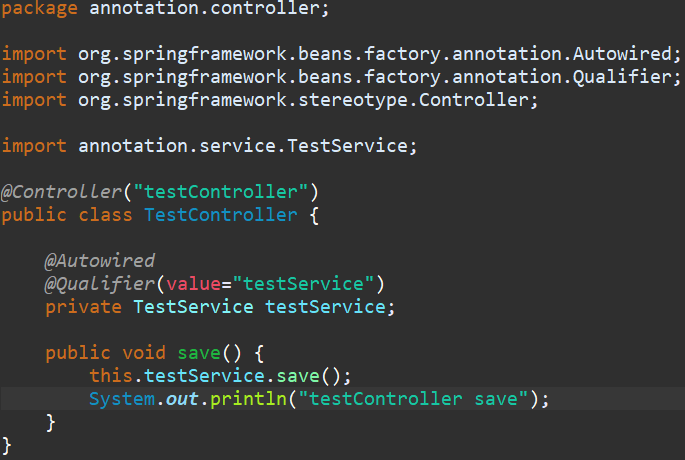 package annotation.controller;
import org.springframework.beans.factory.annotation.Autowired;
import org.springframework.beans.factory.annotation.Qualifier;
import org.springframework.stereotype.Controller;
import annotation.service.TestService;
@Controller("testController")
public class TestController {
@Autowired
@Qualifier(value="testService")
private TestService testService;
public void save() {
this.testService.save();
System.out.println("testController save");
}
}